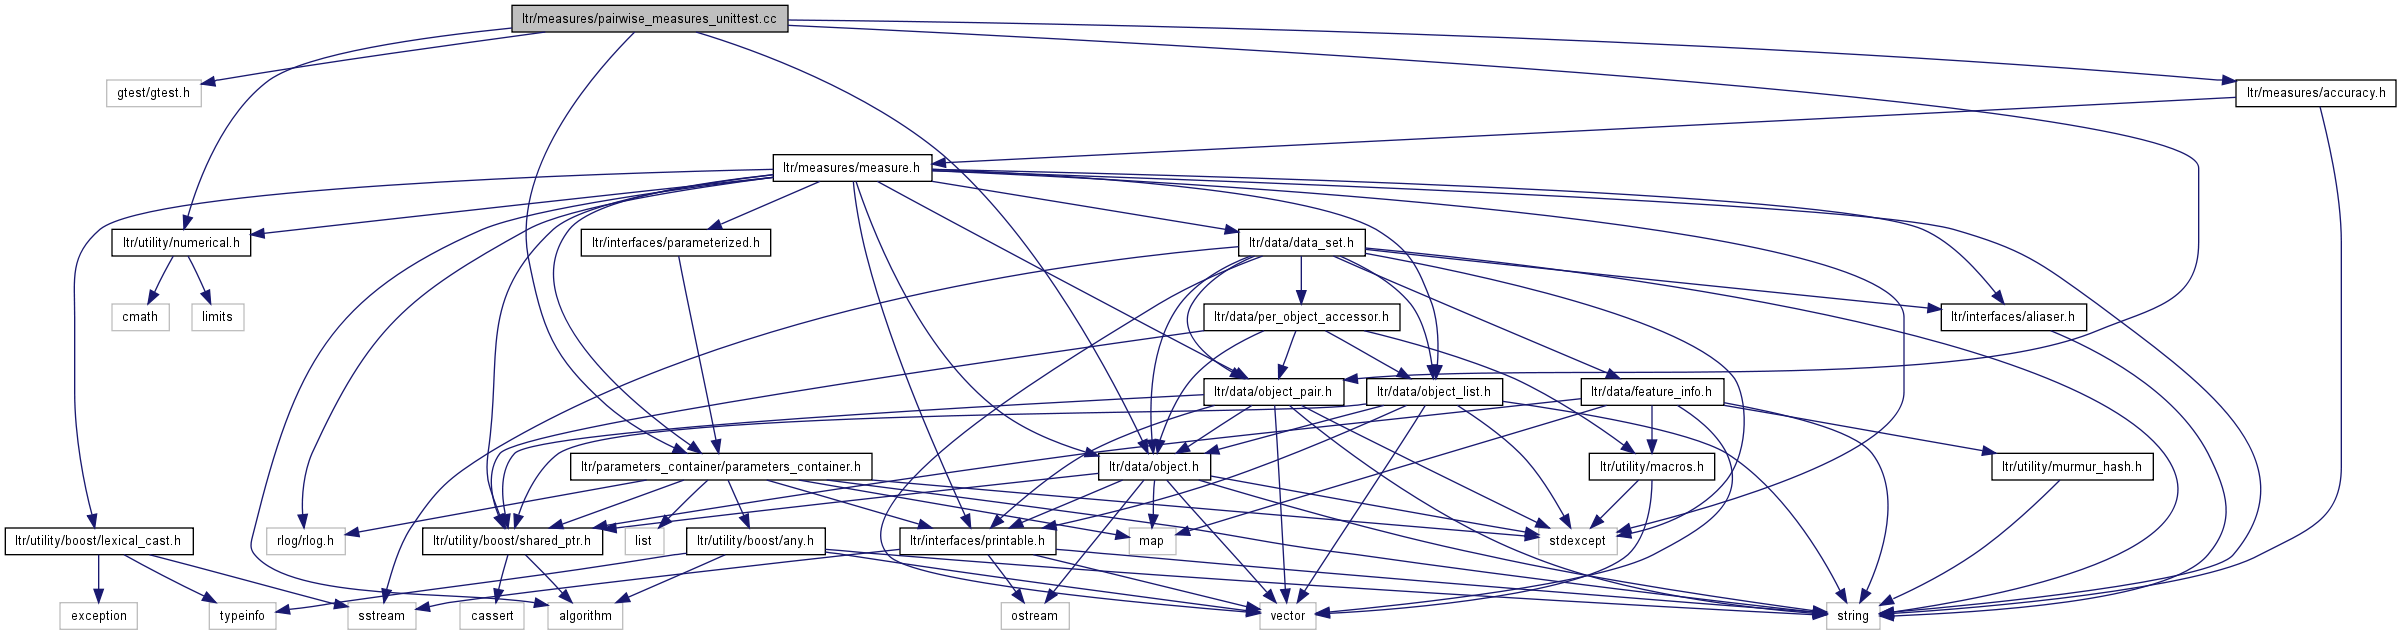 ltr/measures/pairwise_measures_unittest.cc
gtest/gtest.h
ltr/measures/accuracy.h
ltr/measures/measure.h
ltr/utility/numerical.h
ltr/interfaces/parameterized.h
ltr/data/data_set.h
cmath
limits
ltr/data/per_object_accessor.h
ltr/interfaces/aliaser.h
ltr/data/object_pair.h
ltr/data/object_list.h
ltr/data/feature_info.h
ltr/parameters_container/parameters_container.h
ltr/data/object.h
ltr/utility/macros.h
ltr/utility/murmur_hash.h
ltr/utility/boost/lexical_cast.h
rlog/rlog.h
ltr/utility/boost/shared_ptr.h
list
ltr/utility/boost/any.h
ltr/interfaces/printable.h
map
stdexcept
exception
typeinfo
sstream
cassert
algorithm
ostream
vector
string